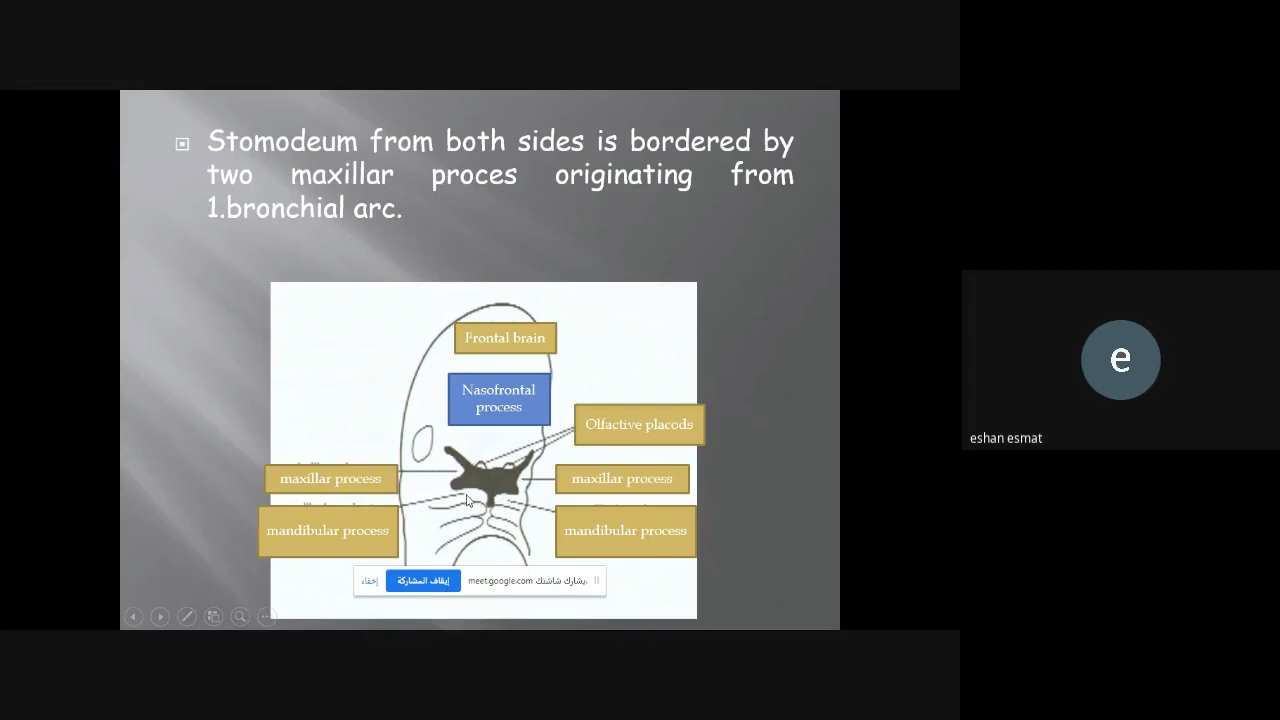 Stomodeum from both sides is bordered by
two maxillar proces originating from
1.bronchial arc.
Frontal brain
Nasofrontal
process
Olfactive placods
maxillar process
maxillar process
mandibular process
mandibular process
meet.google.com يشارك شاشتك.
إيقاف المشاركة
إخفاء
e
eshan esmat